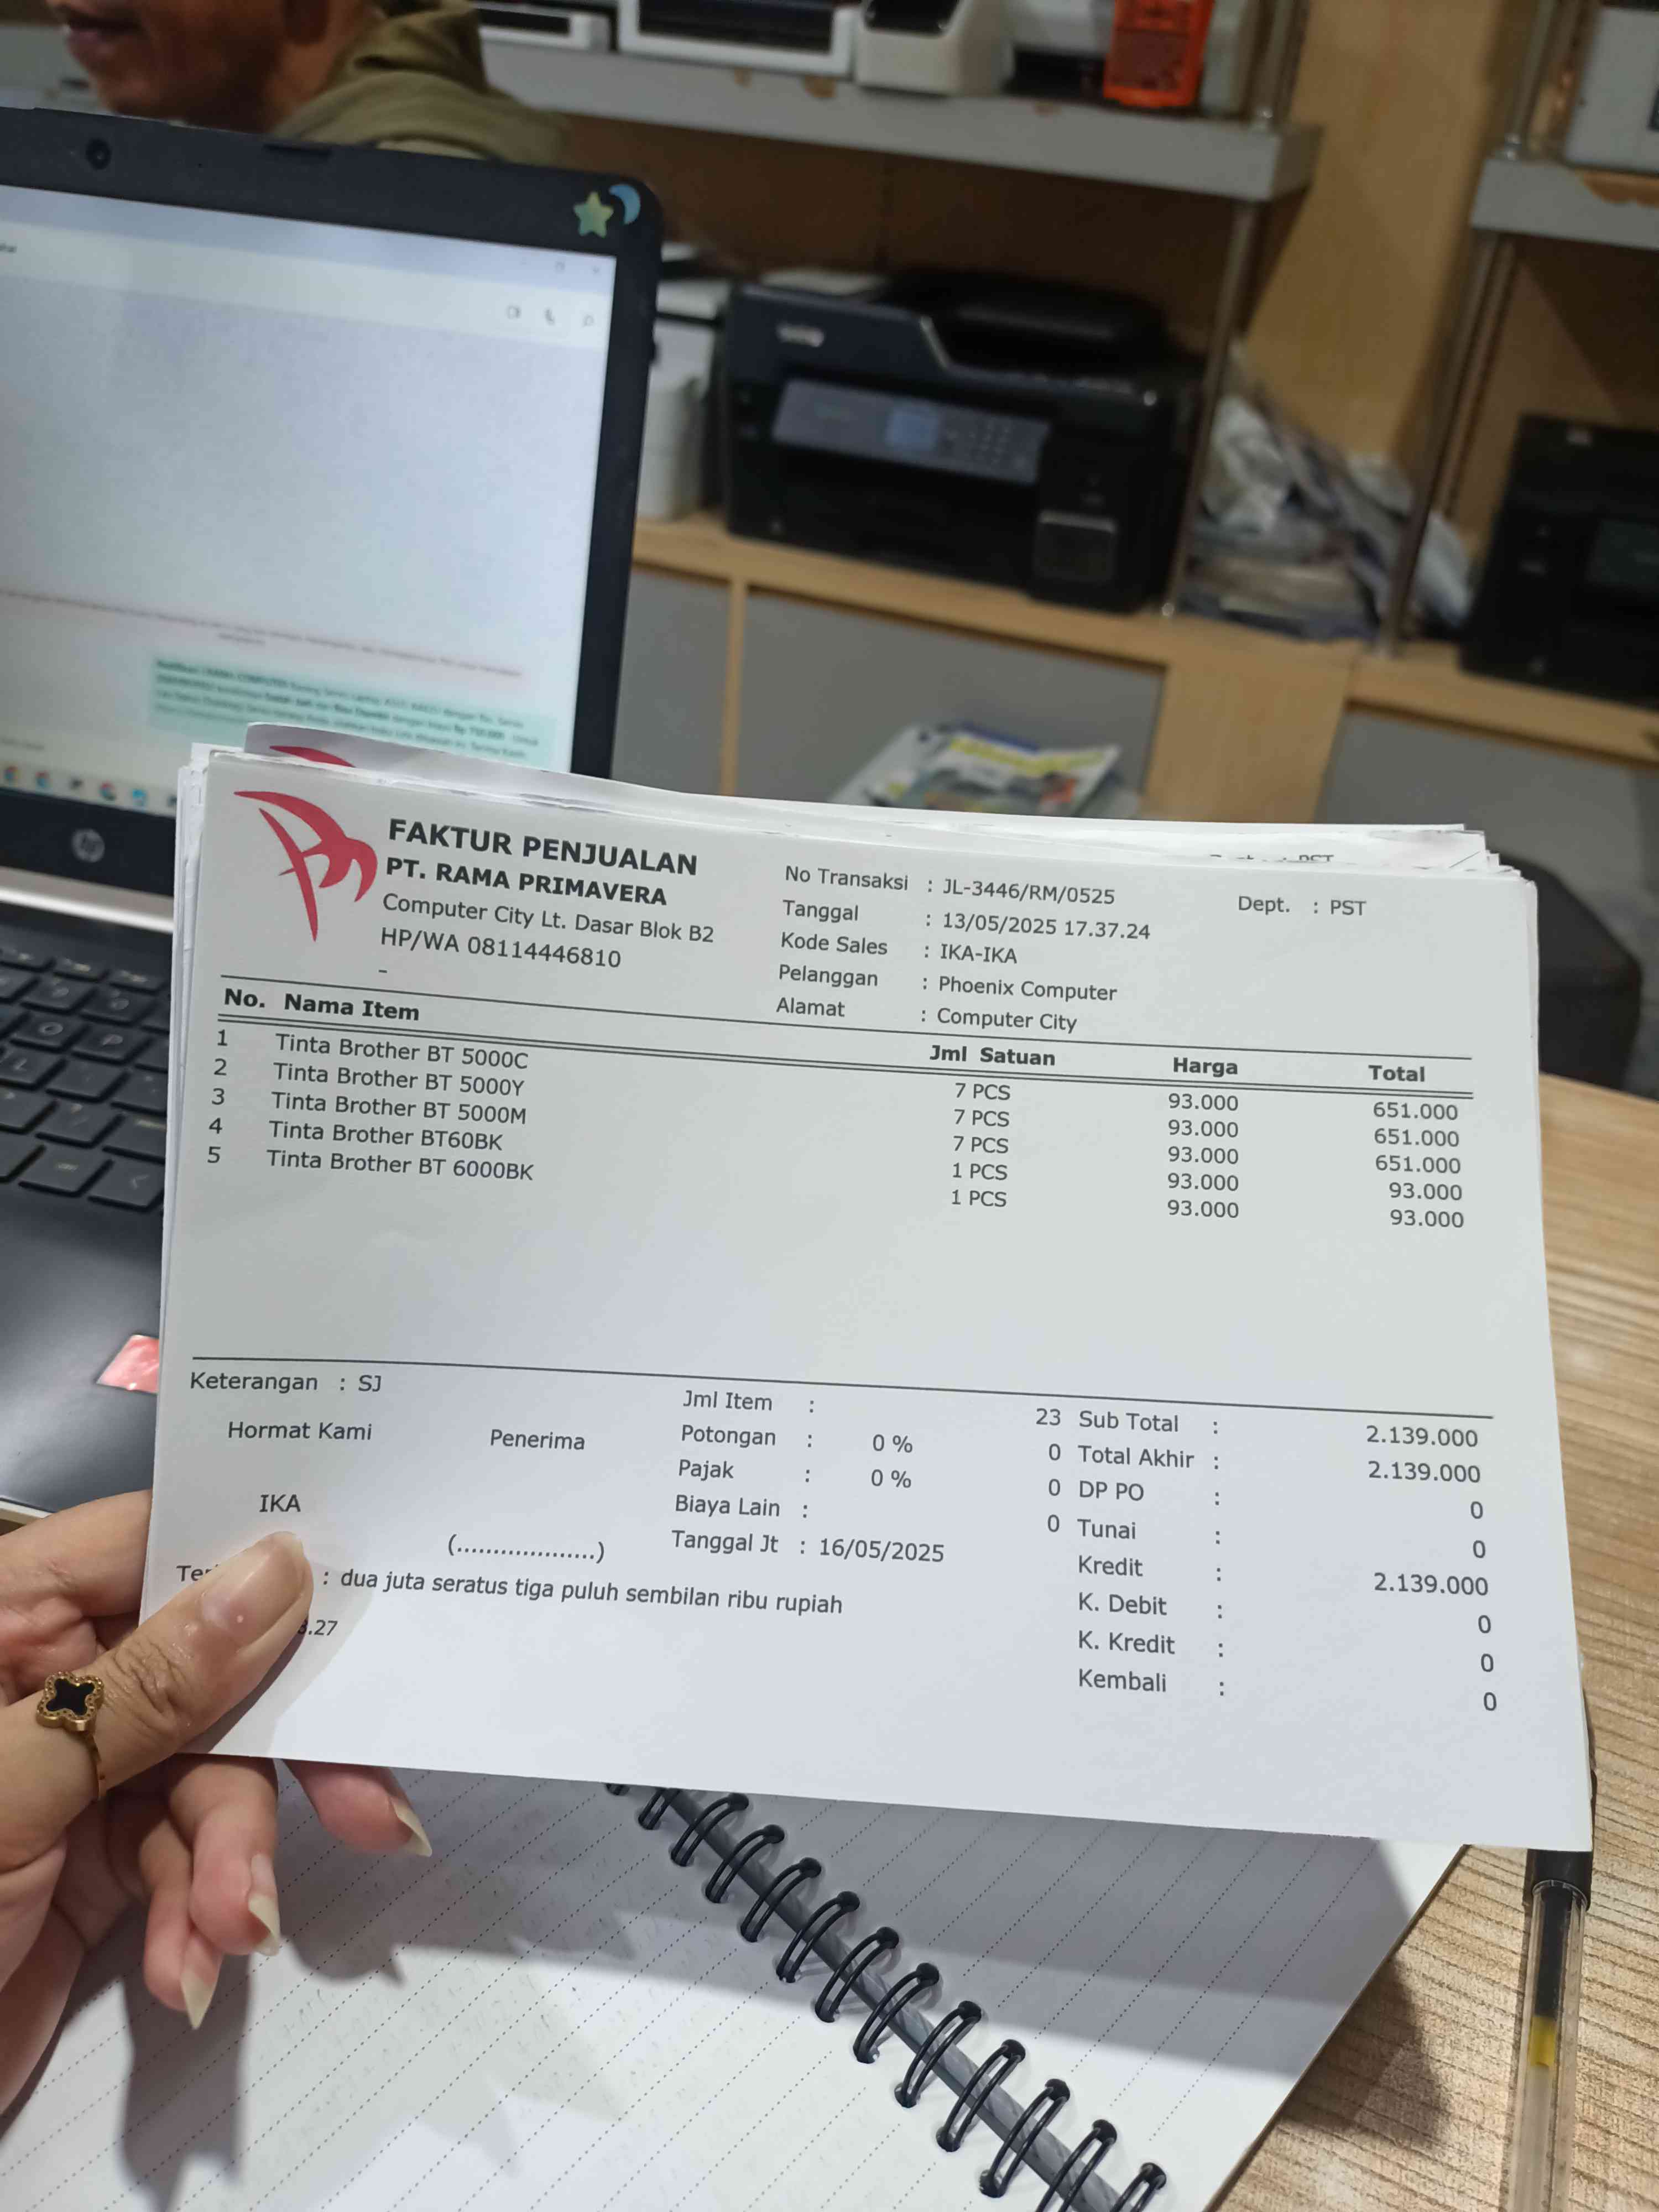 FAKTUR PENJUALAN
PT. RAMA PRIMAVERA
Computer City Lt. Dasar Blok B2
HP/WA 08114446810
-
No Transaksi : JL-3446/RM/0525
Tanggal : 13/05/2025 17.37.24
Kode Sales : IKA-IKA
Pelanggan : Phoenix Computer
Alamat : Computer City
Dept. : PST
No. Nama Item Jml Satuan Harga Total
1 Tinta Brother BT 5000C 7 PCS 93.000 651.000
2 Tinta Brother BT 5000Y 7 PCS 93.000 651.000
3 Tinta Brother BT 5000M 7 PCS 93.000 651.000
4 Tinta Brother BT60BK 1 PCS 93.000 93.000
5 Tinta Brother BT 6000BK 1 PCS 93.000 93.000
Keterangan : SJ
Hormat Kami Penerima
IKA
(....................)
Jml Item : 23
Potongan : 0 % 0
Pajak : 0 % 0
Biaya Lain : 0
Tanggal Jt : 16/05/2025
Sub Total : 2.139.000
Total Akhir : 2.139.000
DP PO : 0
Tunai : 0
Kredit : 2.139.000
K. Debit : 0
K. Kredit : 0
Kembali : 0
: dua juta seratus tiga puluh sembilan ribu rupiah
.27
hp